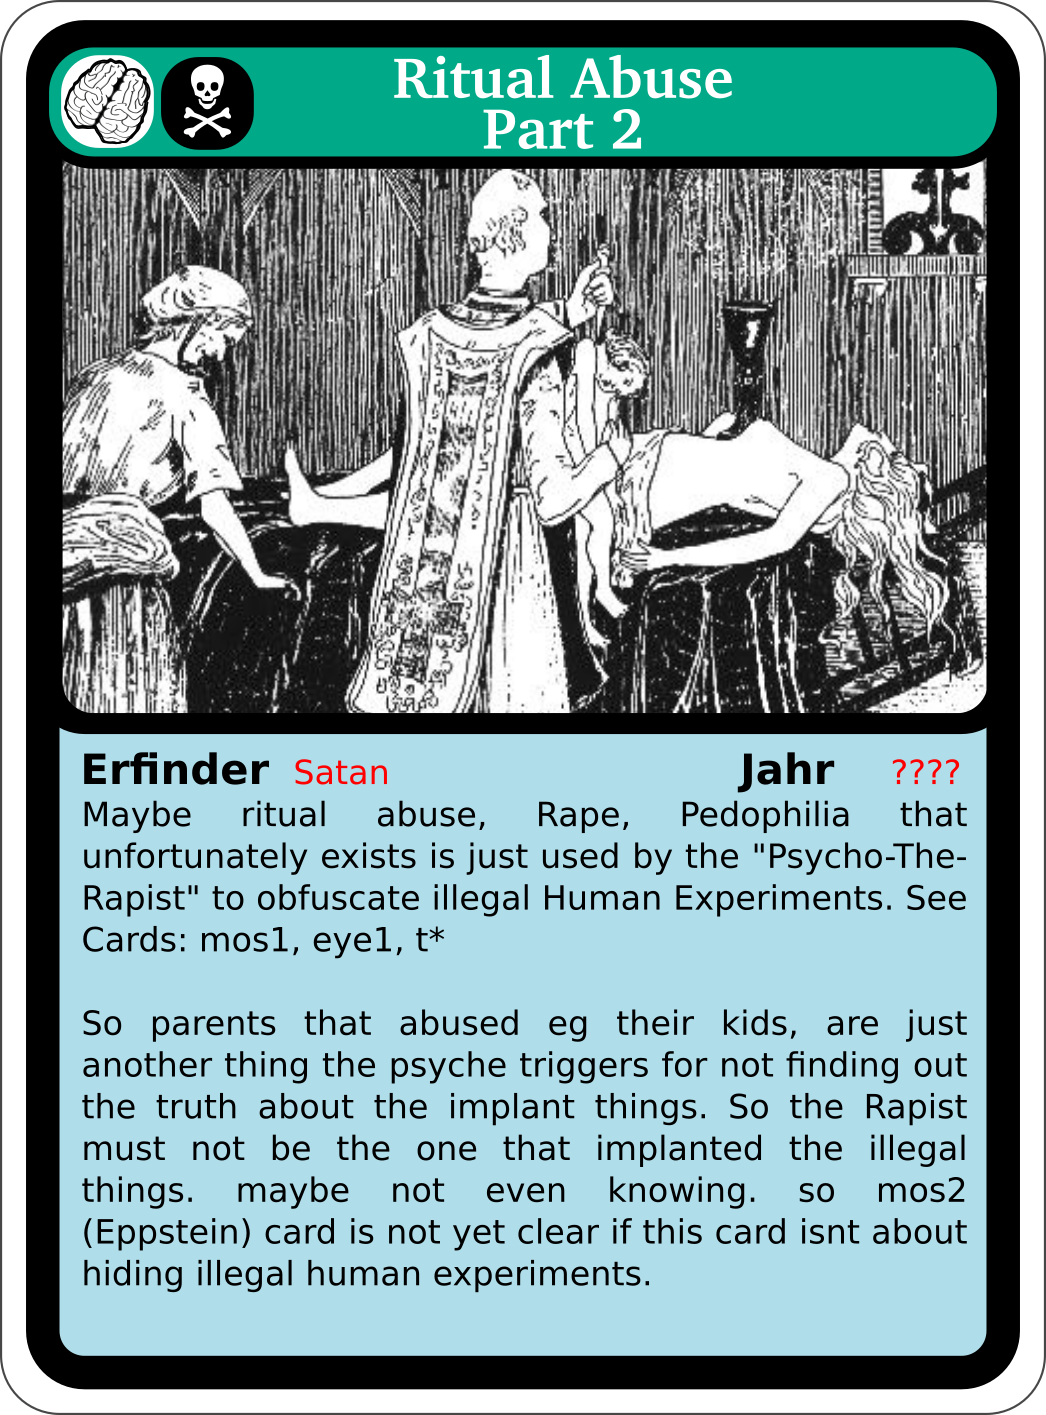 Ritual Abuse
Part 2
Erfinder Satan Jahr ????
Maybe ritual abuse, Rape, Pedophilia that
unfortunately exists is just used by the "Psycho-The-
Rapist" to obfuscate illegal Human Experiments. See
Cards: mos1, eye1, t*
So parents that abused eg their kids, are just
another thing the psyche triggers for not finding out
the truth about the implant things. So the Rapist
must not be the one that implanted the illegal
things. maybe not even knowing. so mos2
(Eppstein) card is not yet clear if this card isnt about
hiding illegal human experiments.